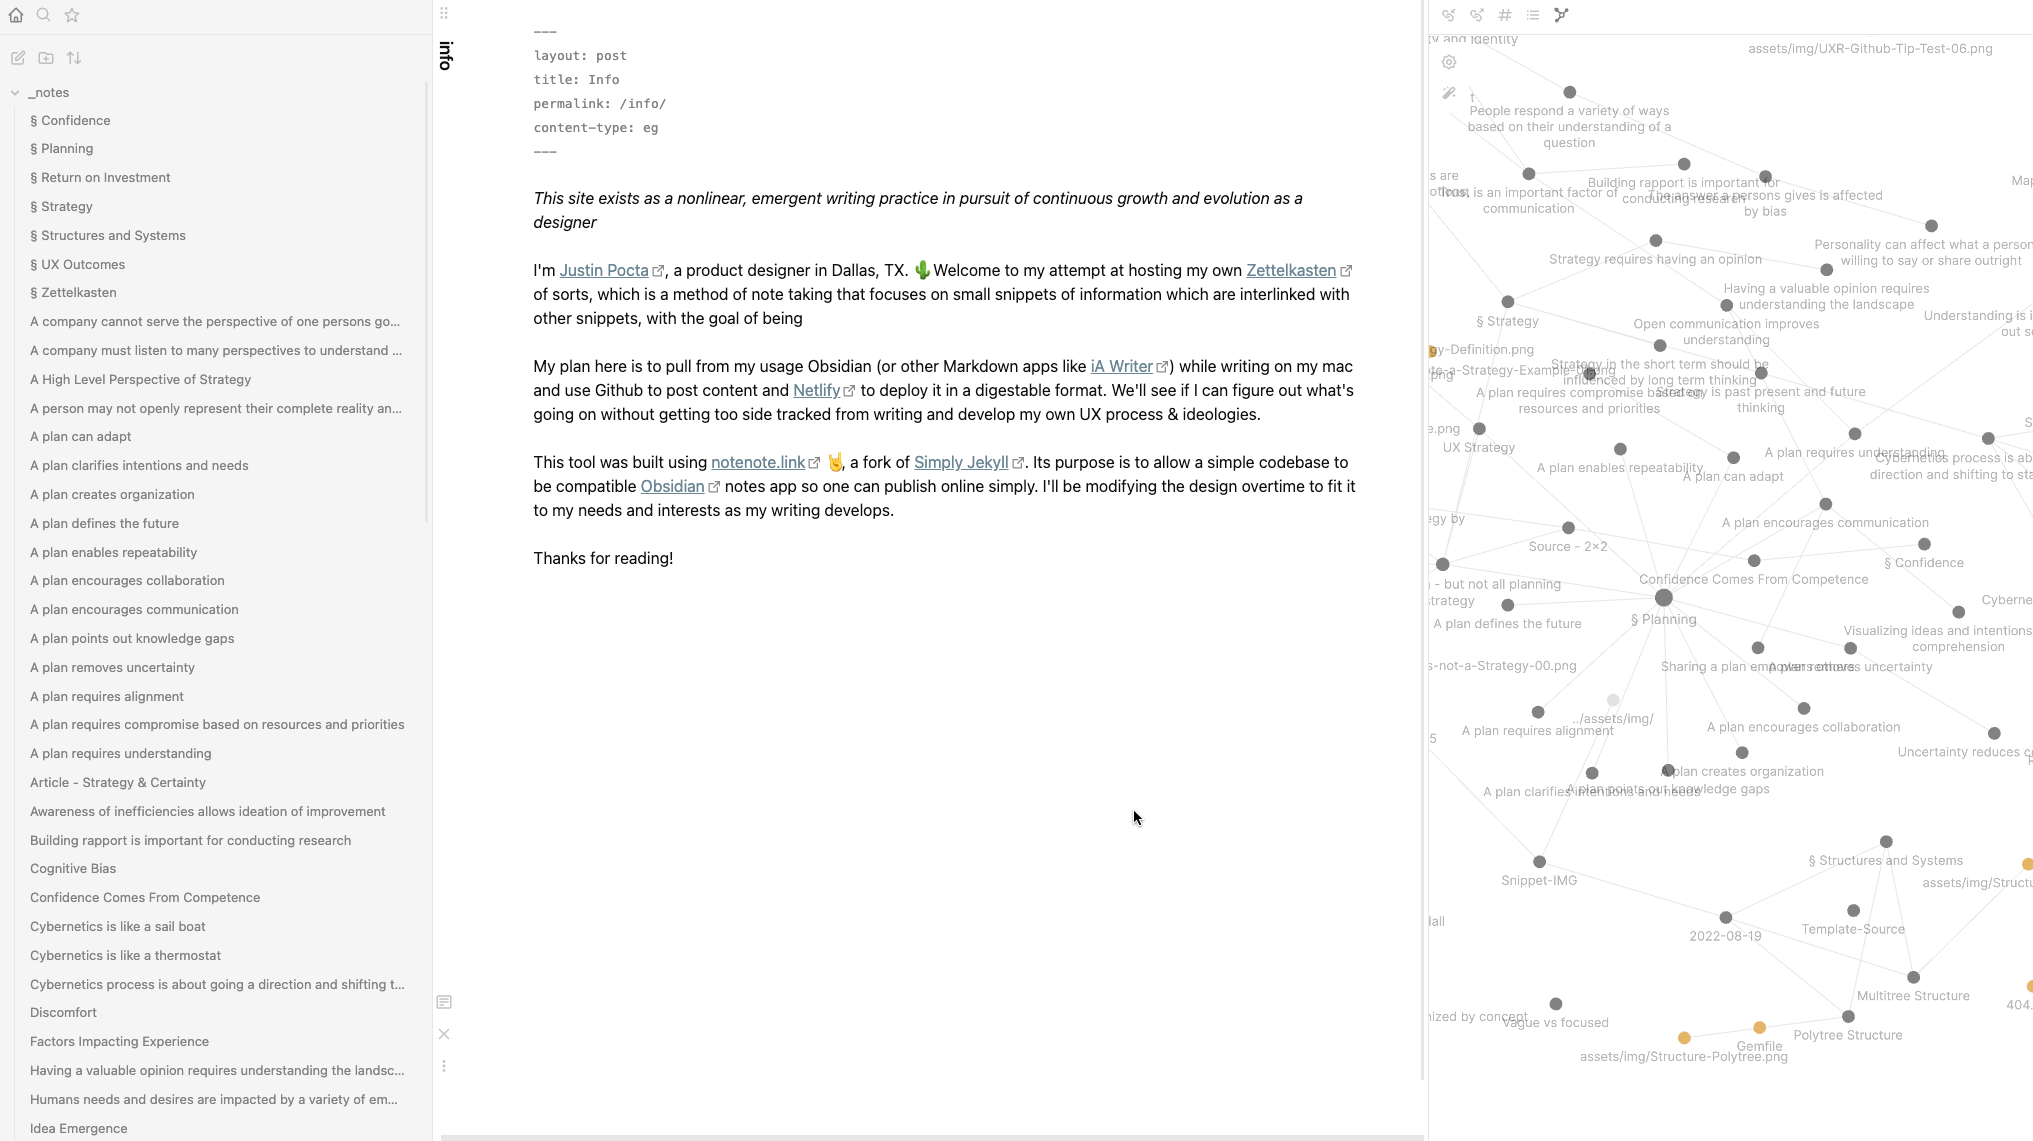 _notes
§ Confidence
§ Planning
§ Return on Investment
§ Strategy
§ Structures and Systems
§ UX Outcomes
§ Zettelkasten
A company cannot serve the perspective of one persons go...
A company must listen to many perspectives to understand ...
A High Level Perspective of Strategy
A person may not openly represent their complete reality an...
A plan can adapt
A plan clarifies intentions and needs
A plan creates organization
A plan defines the future
A plan enables repeatability
A plan encourages collaboration
A plan encourages communication
A plan points out knowledge gaps
A plan removes uncertainty
A plan requires alignment
A plan requires compromise based on resources and priorities
A plan requires understanding
Article - Strategy & Certainty
Awareness of inefficiencies allows ideation of improvement
Building rapport is important for conducting research
Cognitive Bias
Confidence Comes From Competence
Cybernetics is like a sail boat
Cybernetics is like a thermostat
Cybernetics process is about going a direction and shifting t...
Discomfort
Factors Impacting Experience
Having a valuable opinion requires understanding the landsc...
Humans needs and desires are impacted by a variety of em...
Idea Emergence
info
---
layout: post
title: Info
permalink: /info/
content-type: eg
---
This site exists as a nonlinear, emergent writing practice in pursuit of continuous growth and evolution as a
designer
I'm Justin Pocta, a product designer in Dallas, TX. 🌵Welcome to my attempt at hosting my own Zettelkasten
of sorts, which is a method of note taking that focuses on small snippets of information which are interlinked with
other snippets, with the goal of being
My plan here is to pull from my usage Obsidian (or other Markdown apps like iA Writer) while writing on my mac
and use Github to post content and Netlify to deploy it in a digestable format. We'll see if I can figure out what's
going on without getting too side tracked from writing and develop my own UX process & ideologies.
This tool was built using notenote.link 🤘, a fork of Simply Jekyll. Its purpose is to allow a simple codebase to
be compatible Obsidian notes app so one can publish online simply. I'll be modifying the design overtime to fit it
to my needs and interests as my writing develops.
Thanks for reading!
ty and Identity
assets/img/UXR-Github-Tip-Test-06.png
t
People respond a variety of ways
based on their understanding of a
question
s are
Trust is an important factor of
communication
Building rapport is important for
conducting research
The answer a persons gives is affected
by bias
Map
Personality can affect what a person
willing to say or share outright
Strategy requires having an opinion
Having a valuable opinion requires
understanding the landscape
§ Strategy
Open communication improves
understanding
Understanding is i
out s
gy-Definition.png
Strategy in the short term should be
influenced by long term thinking
to-a-Strategy-Example-0
png
A plan requires compromise based on
resources and priorities
Strategy is past present and future
thinking
e.png
UX Strategy
S
A plan requires understanding
Cybernetics process is ab
direction and shifting to sta
A plan enables repeatability
A plan can adapt
egy by
A plan encourages communication
Source - 2×2
§ Confidence
Confidence Comes From Competence
- but not all planning
strategy
Cyberne
A plan defines the future
§ Planning
Visualizing ideas and intentions
comprehension
s-not-a-Strategy-00.png
Sharing a plan empowers others
A plan removes uncertainty
../assets/img/
A plan requires alignment
A plan encourages collaboration
5
Uncertainty reduces c
A plan creates organization
A plan clarifies intentions and needs
A plan points out knowledge gaps
§ Structures and Systems
Snippet-IMG
assets/img/Structu
lall
2022-08-19
Template-Source
Multitree Structure
404.
nized by concept
Vague vs focused
Polytree Structure
Gemfile
assets/img/Structure-Polytree.png